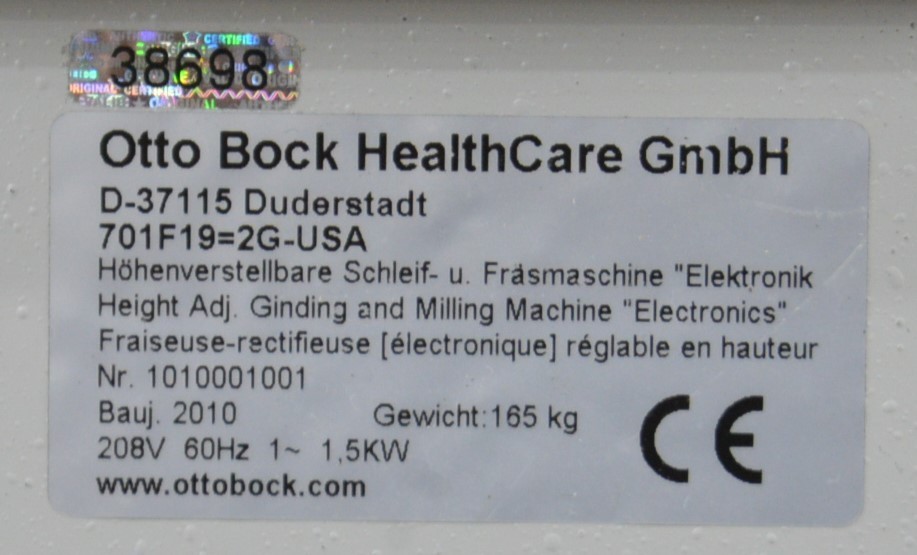 38698
Otto Bock HealthCare GmbH
D-37115 Duderstadt
701F19=2G-USA
Höhenverstellbare Schleif- u. Fräsmaschine "Elektronik
Height Adj. Ginding and Milling Machine "Electronics"
Fraiseuse-rectifieuse [électronique] réglable en hauteur
Nr. 1010001001
Bauj. 2010 Gewicht:165 kg
208V 60Hz 1~ 1,5KW
CE
www.ottobock.com